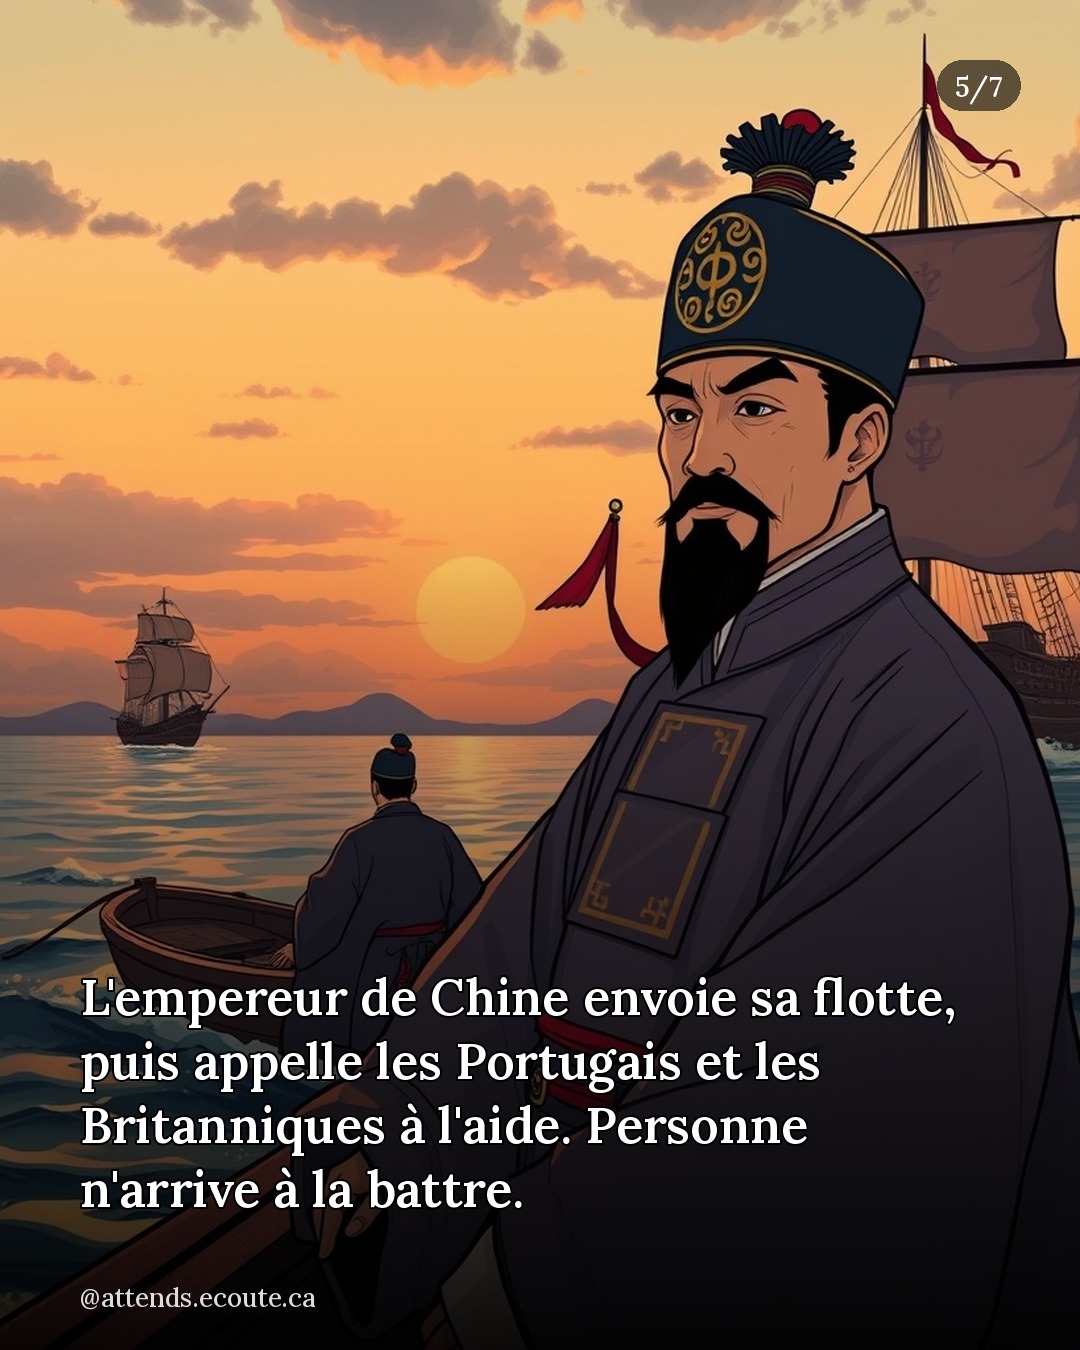 5/7
L'empereur de Chine envoie sa flotte,
puis appelle les Portugais et les
Britanniques à l'aide. Personne
n'arrive à la battre.
@attends.ecoute.ca